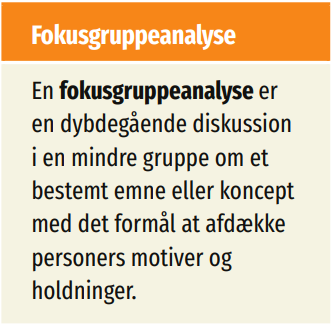 Fokusgruppeanalyse
En fokusgruppeanalyse er
en dybdegående diskussion
i en mindre gruppe om et
bestemt emne eller koncept
med det formål at afdække
personers motiver og
holdninger.